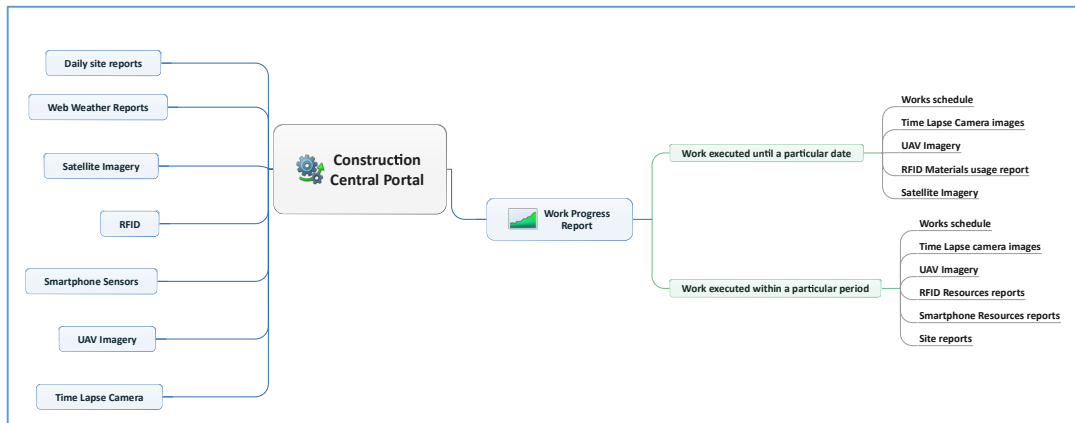 Daily site reports
Web Weather Reports
Satellite Imagery
RFID
Smartphone Sensors
UAV Imagery
Time Lapse Camera
Construction
Central Portal
Work Progress
Report
Work executed until a particular date
Works schedule
Time Lapse Camera images
UAV Imagery
RFID Materials usage report
Satellite Imagery
Work executed within a particular period
Works schedule
Time Lapse camera images
UAV Imagery
RFID Resources reports
Smartphone Resources reports
Site reports